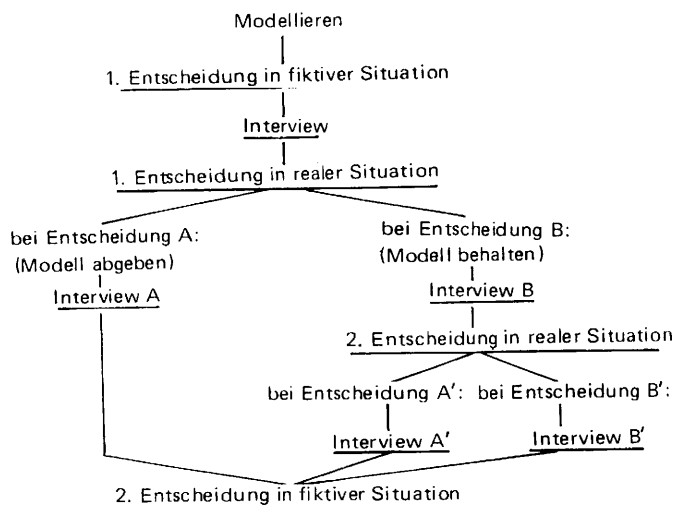 Modellieren
1. Entscheidung in fiktiver Situation
Interview
1. Entscheidung in realer Situation
bei Entscheidung A:
(Modell abgeben)
Interview A
bei Entscheidung B:
(Modell behalten)
Interview B
2. Entscheidung in realer Situation
bei Entscheidung A′: bei Entscheidung B′:
Interview A′ Interview B′
2. Entscheidung in fiktiver Situation